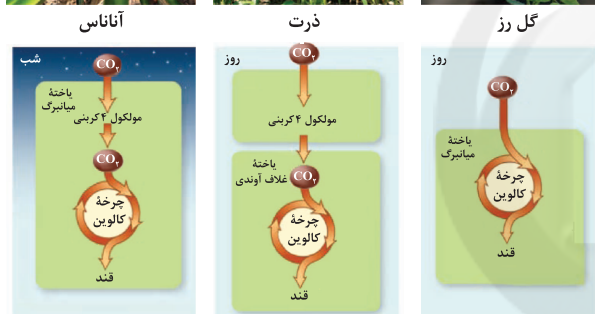 گل رز
روز
CO۲
یاختهٔ
میانبرگ
چرخهٔ
کالوین
قند
ذرت
روز
CO۲
مولکول ۴ کربنی
یاختهٔ
غلاف آوندی
CO۲
چرخهٔ
کالوین
قند
آناناس
شب
CO۲
یاختهٔ
میانبرگ
مولکول ۴ کربنی
CO۲
چرخهٔ
کالوین
قند